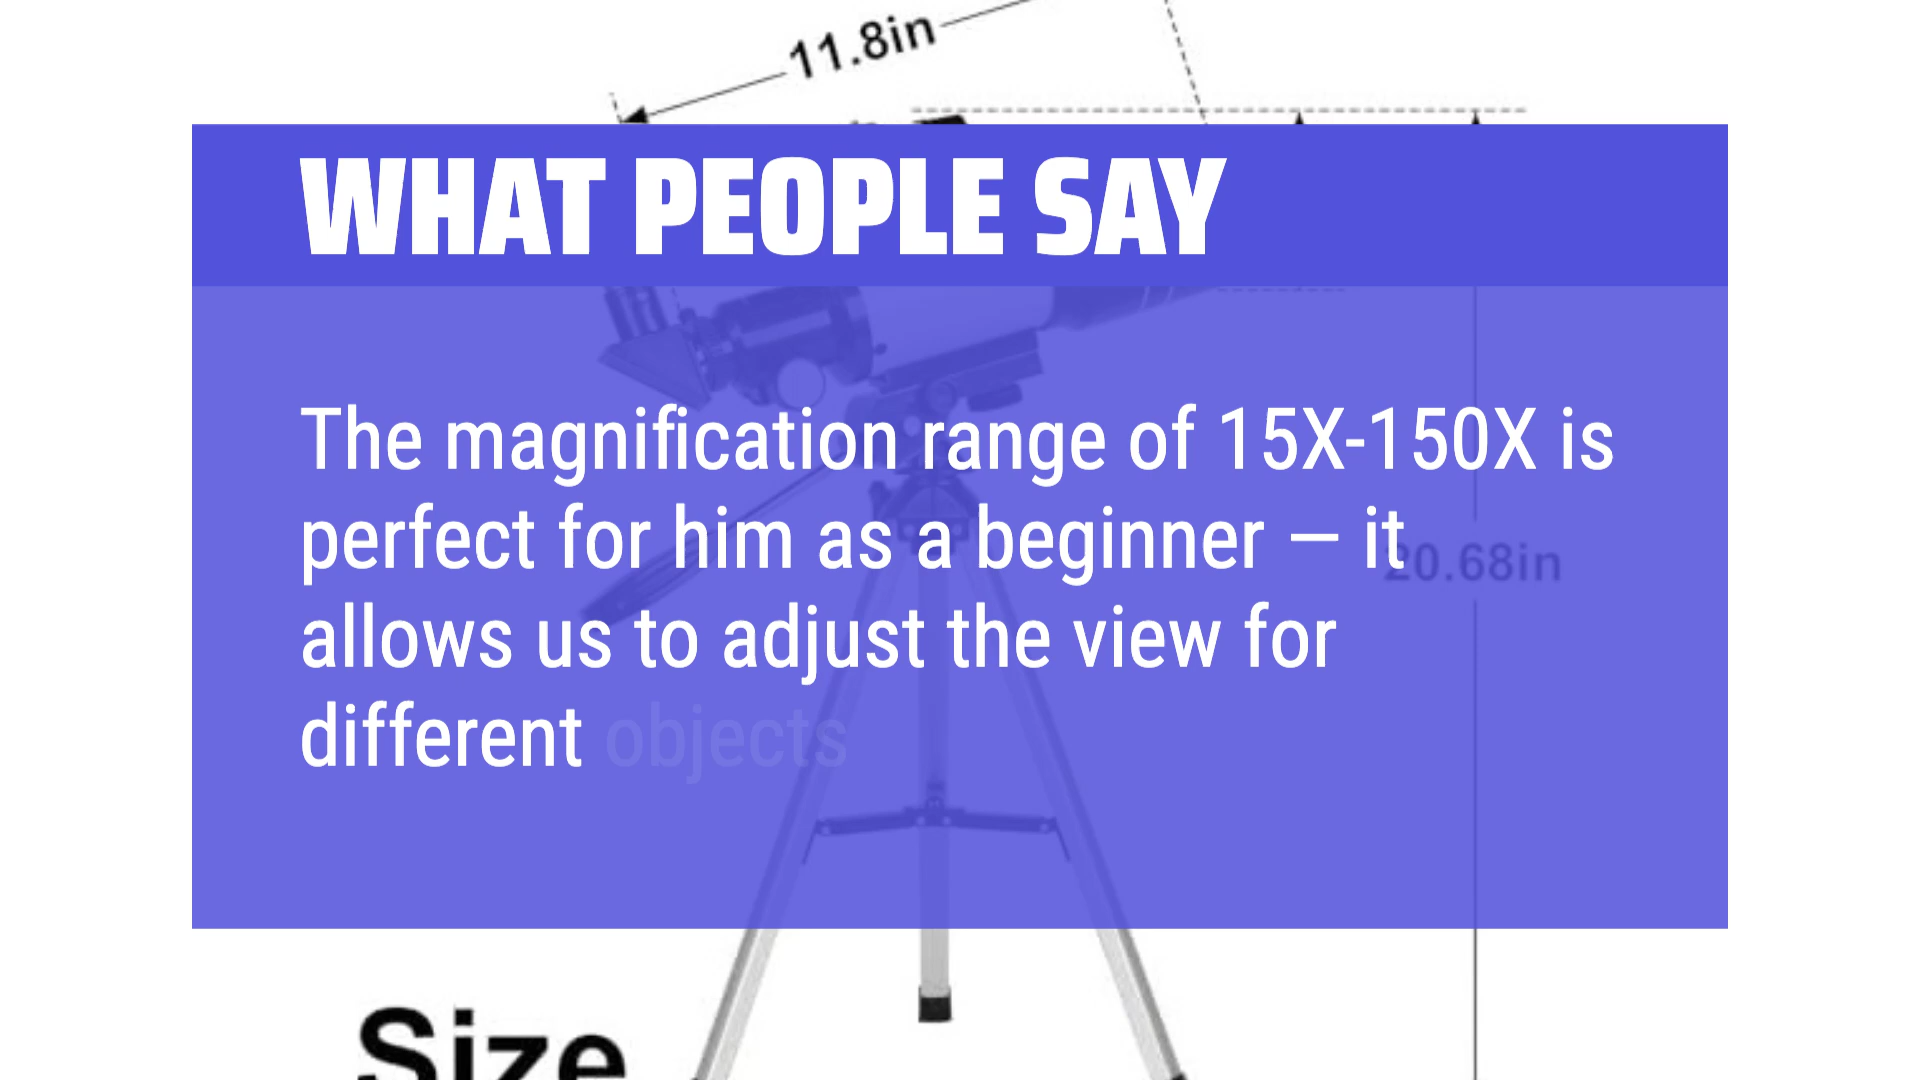 11.8in
WHAT PEOPLE SAY
The magnification range of 15X-150X is
perfect for him as a beginner – it
20.68in
allows us to adjust the view for
different objects
Size